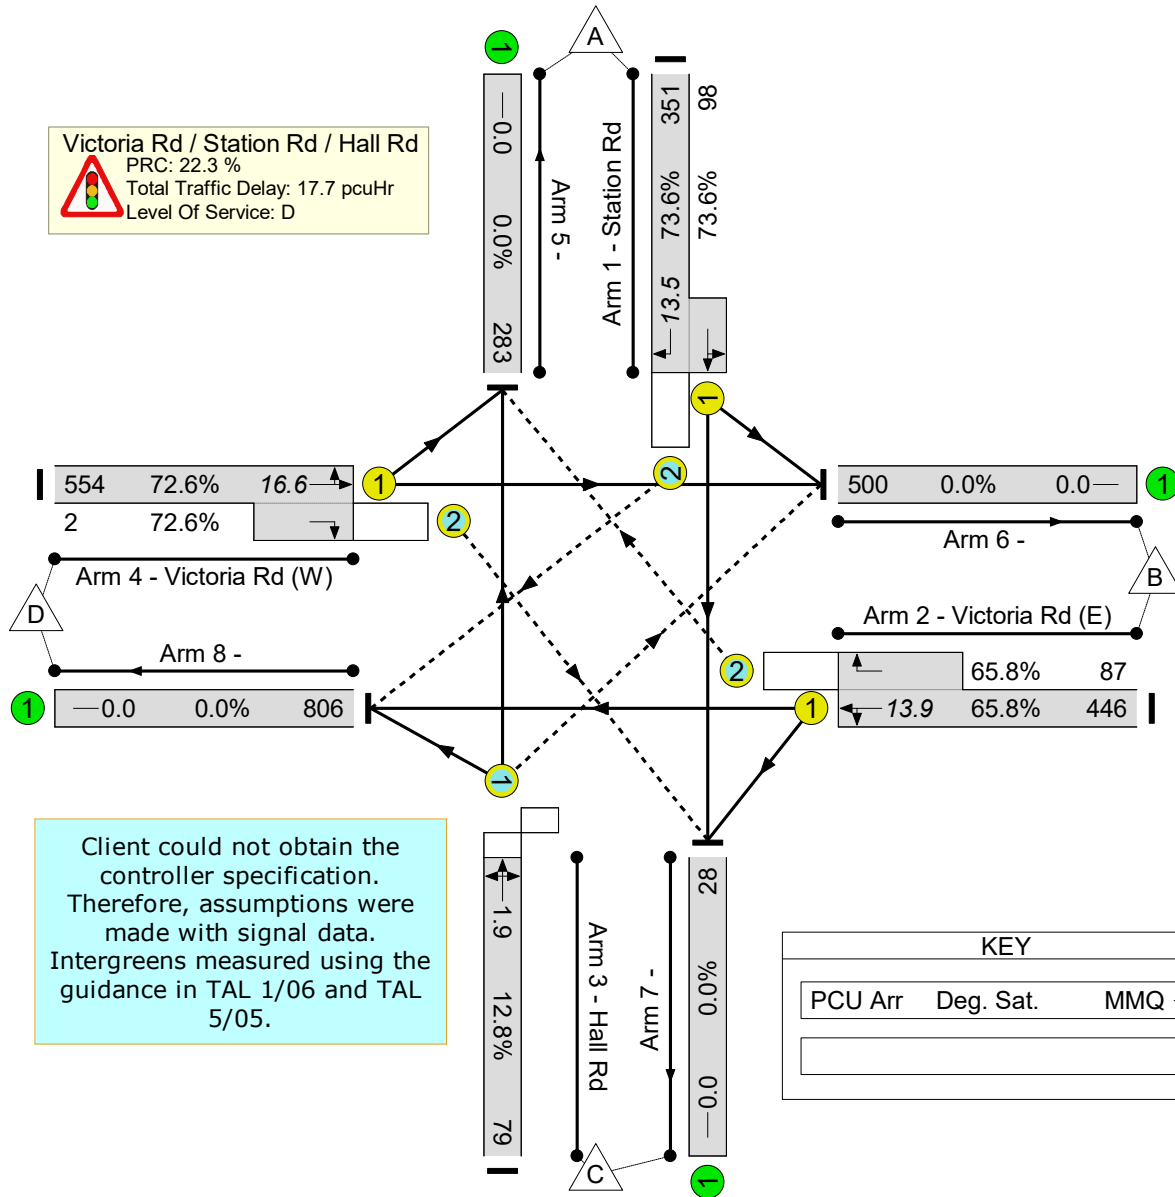 A
1
351
98
Victoria Rd / Station Rd / Hall Rd
PRC: 22.3 %
Total Traffic Delay: 17.7 pcuHr
Level Of Service: D
0.0
0.0%
283
Arm 5 -
Arm 1 - Station Rd
73.6%
73.6%
13.5
1
2
554 72.6% 16.6
1
2 72.6%
2
Arm 4 - Victoria Rd (W)
D
Arm 8 -
1
0.0 0.0% 806
500 0.0% 0.0
1
Arm 6 -
B
Arm 2 - Victoria Rd (E)
2
65.8% 87
1
13.9 65.8% 446
1
Client could not obtain the
controller specification.
Therefore, assumptions were
made with signal data.
Intergreens measured using the
guidance in TAL 1/06 and TAL
5/05.
1.9
12.8%
79
Arm 3 - Hall Rd
Arm 7 -
28
0.0%
0.0
C
1
KEY
PCU Arr Deg. Sat. MMQ